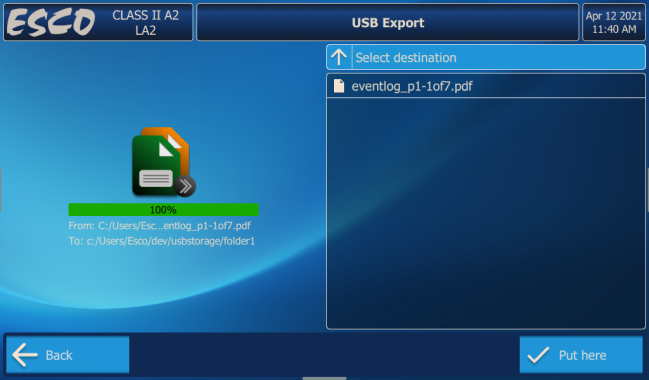 ESCO
CLASS II A2
LA2
USB Export
Apr 12 2021
11:40 AM
Select destination
eventlog_p1-1of7.pdf
100%
From: C:/Users/Esc...entlog_p1-1of7.pdf
To: c:/Users/Esco/dev/usbstorage/folder1
Back
Put here